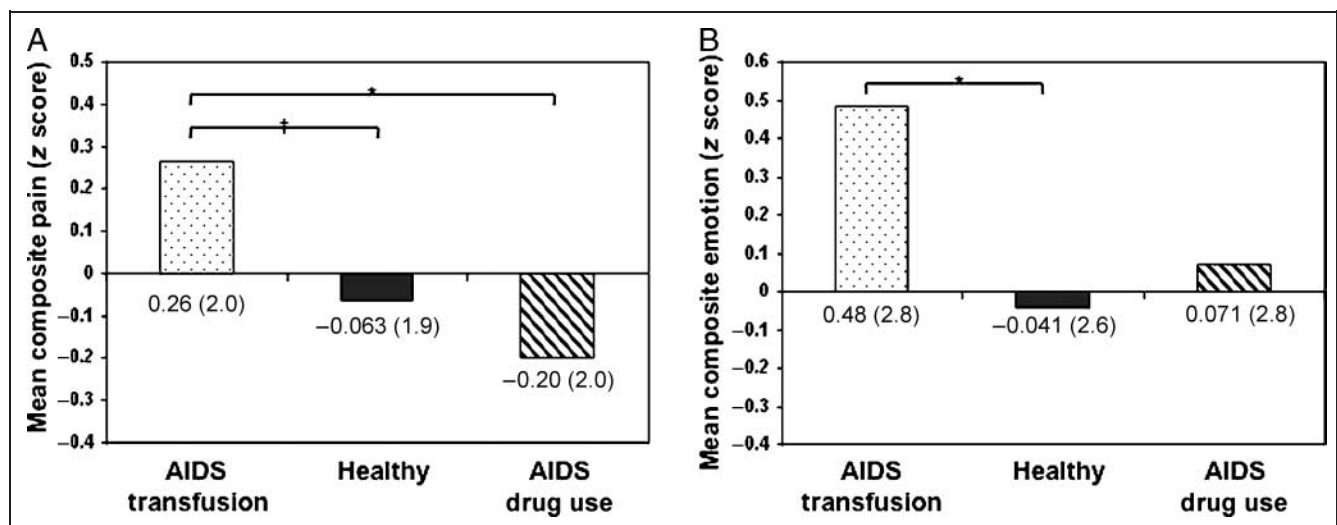 A
Mean composite pain (z score)
0.5
0.4
0.3
0.2
0.1
0
–0.1
–0.2
–0.3
–0.4
*
‡
0.26 (2.0)
–0.063 (1.9)
–0.20 (2.0)
AIDS
transfusion
Healthy
AIDS
drug use
B
Mean composite emotion (z score)
0.6
0.5
0.4
0.3
0.2
0.1
0
–0.1
–0.2
–0.3
–0.4
*
0.48 (2.8)
–0.041 (2.6)
0.071 (2.8)
AIDS
transfusion
Healthy
AIDS
drug use